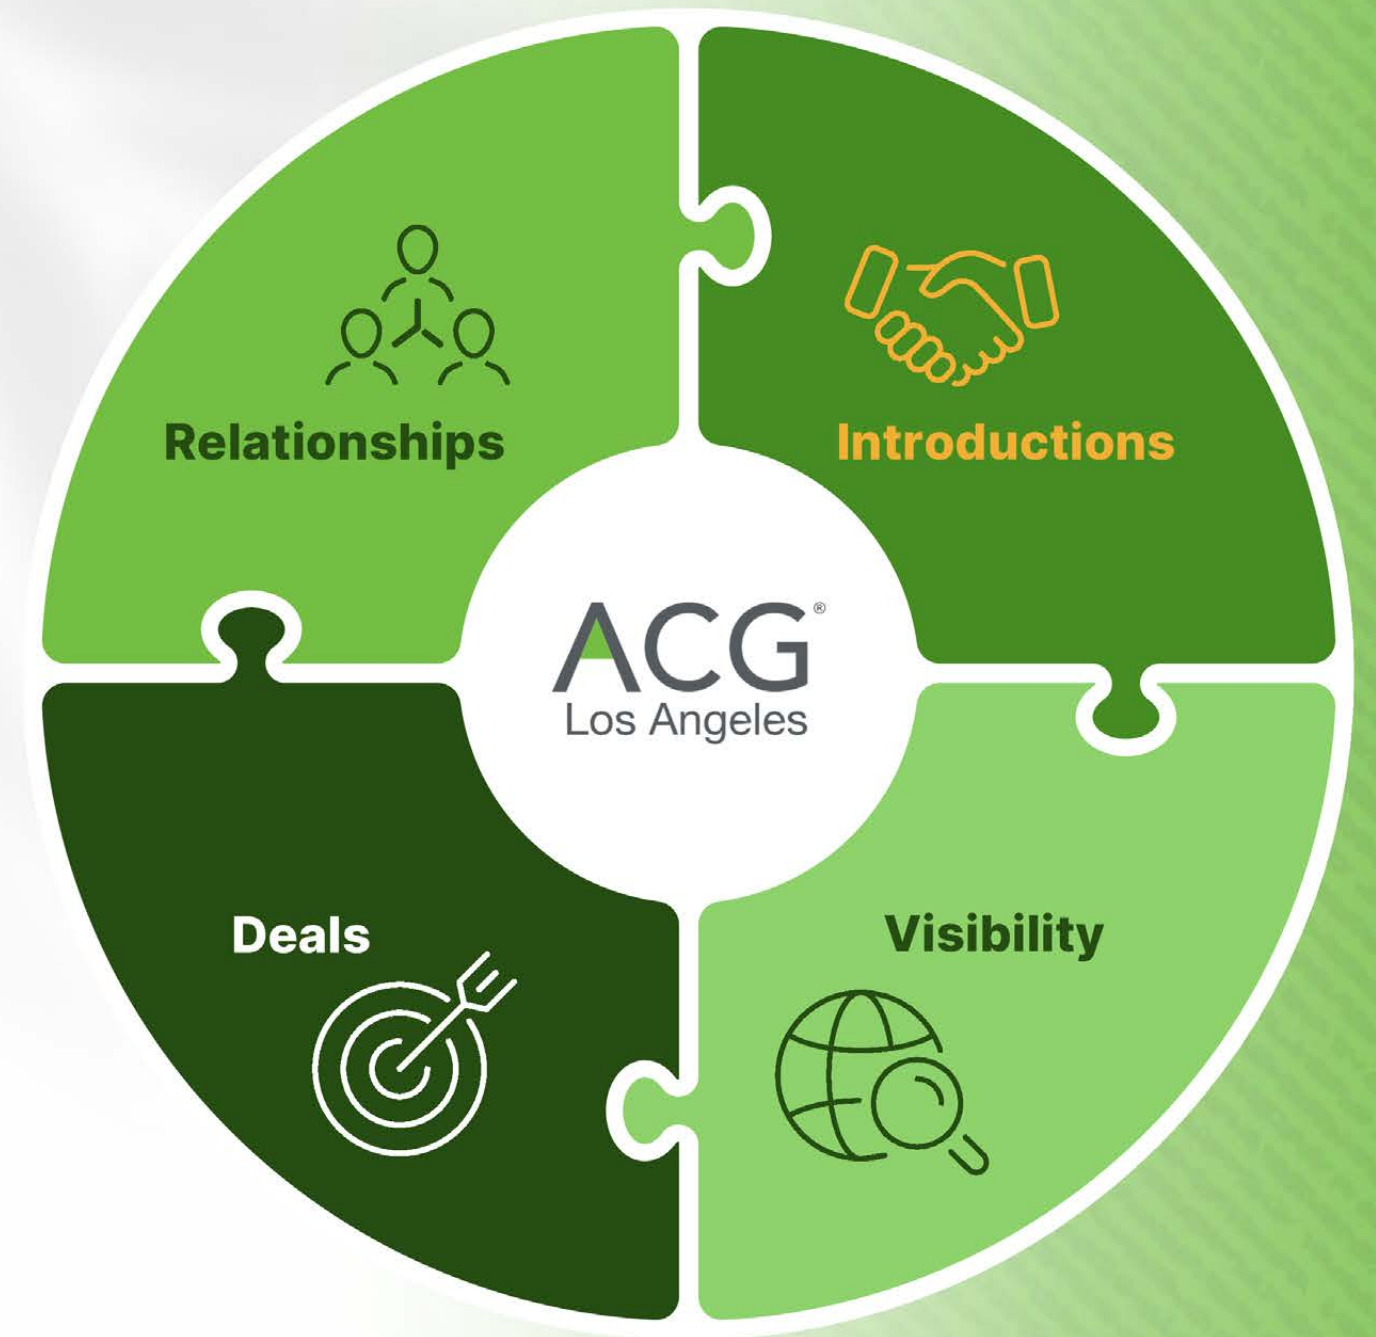 Relationships
Introductions
ACG®
Los Angeles
Deals
Visibility